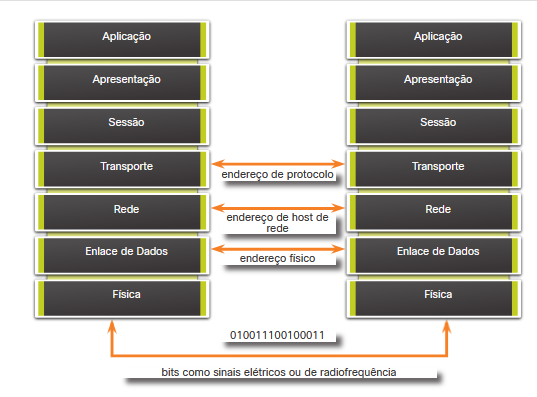 Aplicação
Aplicação
Apresentação
Apresentação
Sessão
Sessão
Transporte
endereço de protocolo
Transporte
Rede
endereço de host de
rede
Rede
Enlace de Dados
endereço físico
Enlace de Dados
Física
Física
010011100100011
bits como sinais elétricos ou de radiofrequência